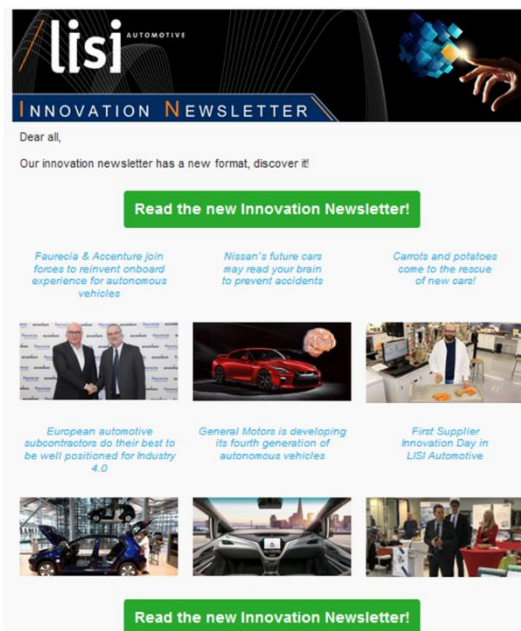 lisi AUTOMOTIVE
INNOVATION NEWSLETTER
Dear all,
Our innovation newsletter has a new format, discover it!
Read the new Innovation Newsletter!
Faurecia & Accenture join
forces to reinvent onboard
experience for autonomous
vehicles
Nissan's future cars
may read your brain
to prevent accidents
Carrots and potatoes
come to the rescue
of new cars!
European automotive
subcontractors do their best to
be well positioned for Industry
4.0
General Motors is developing
its fourth generation of
autonomous vehicles
First Supplier
Innovation Day in
LISI Automotive
Read the new Innovation Newsletter!